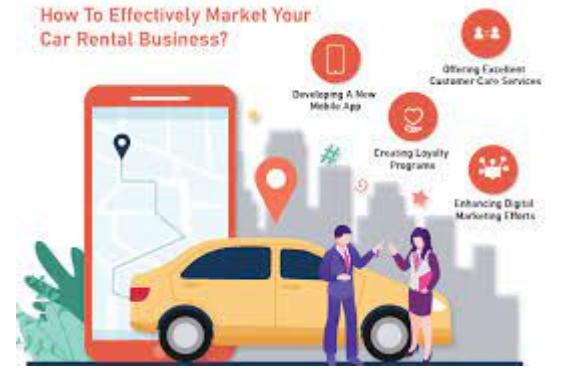 How To Effectively Market Your
Car Rental Business?
Offering Excellent
Customer Care Services
Developing A New
Mobile App
Creating Loyalty
Programs
Enhancing Digital
Marketing Efforts